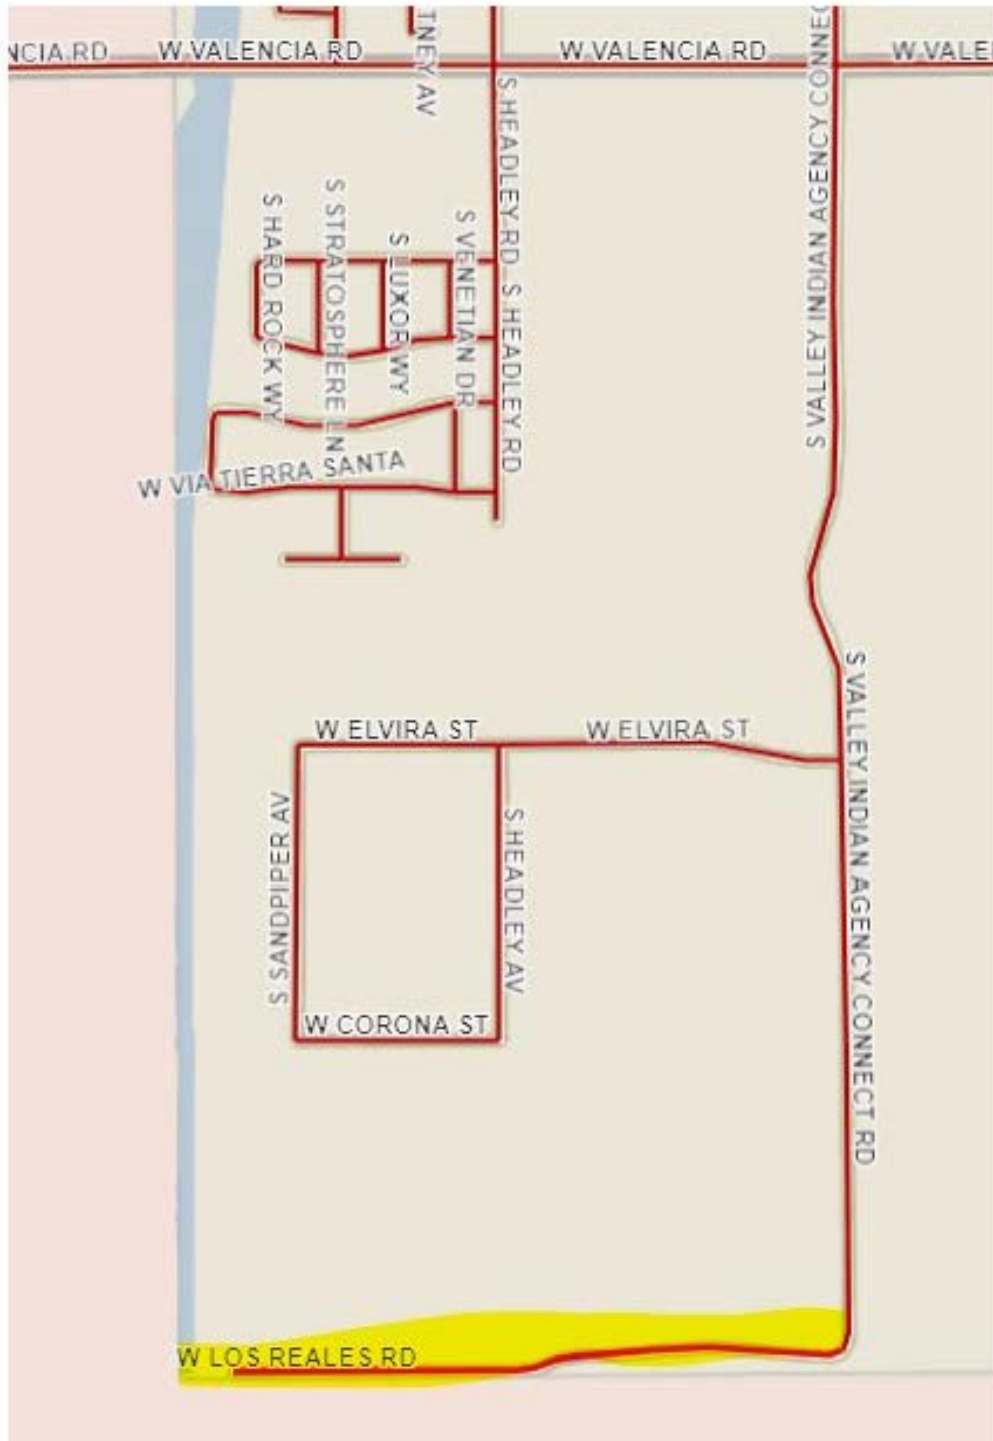 NCIA RD
W VALENCIA RD
W VALENCIA RD
W VALE
TNEY AV
S HEADLEY RD
S VALLEY INDIAN AGENCY CONNEC
S HARD ROCK WY
S STRATOSPHERE LN
S LUXOR WY
S VENETIAN DR
S HEADLEY RD
W VIA TIERRA SANTA
S VALLEY INDIAN AGENCY CONNECT RD
W ELVIRA ST
W ELVIRA ST
S SANDPIPER AV
S HEADLEY AV
W CORONA ST
W LOS REALES RD